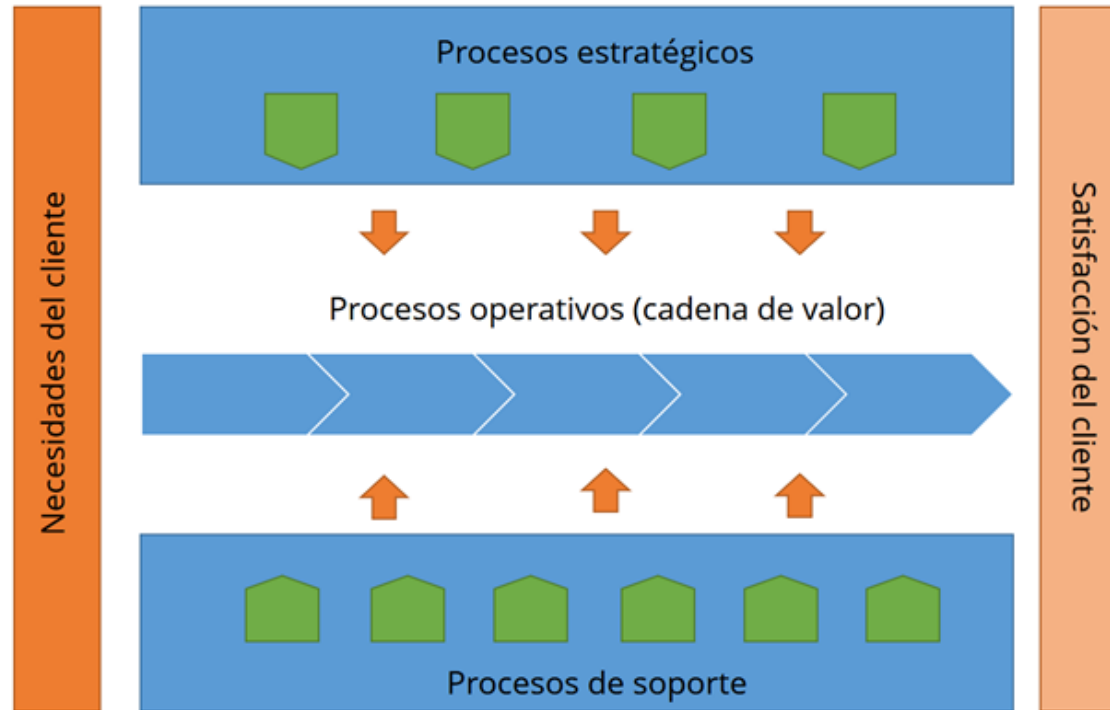 Necesidades del cliente
Procesos estratégicos
Procesos operativos (cadena de valor)
Procesos de soporte
Satisfacción del cliente